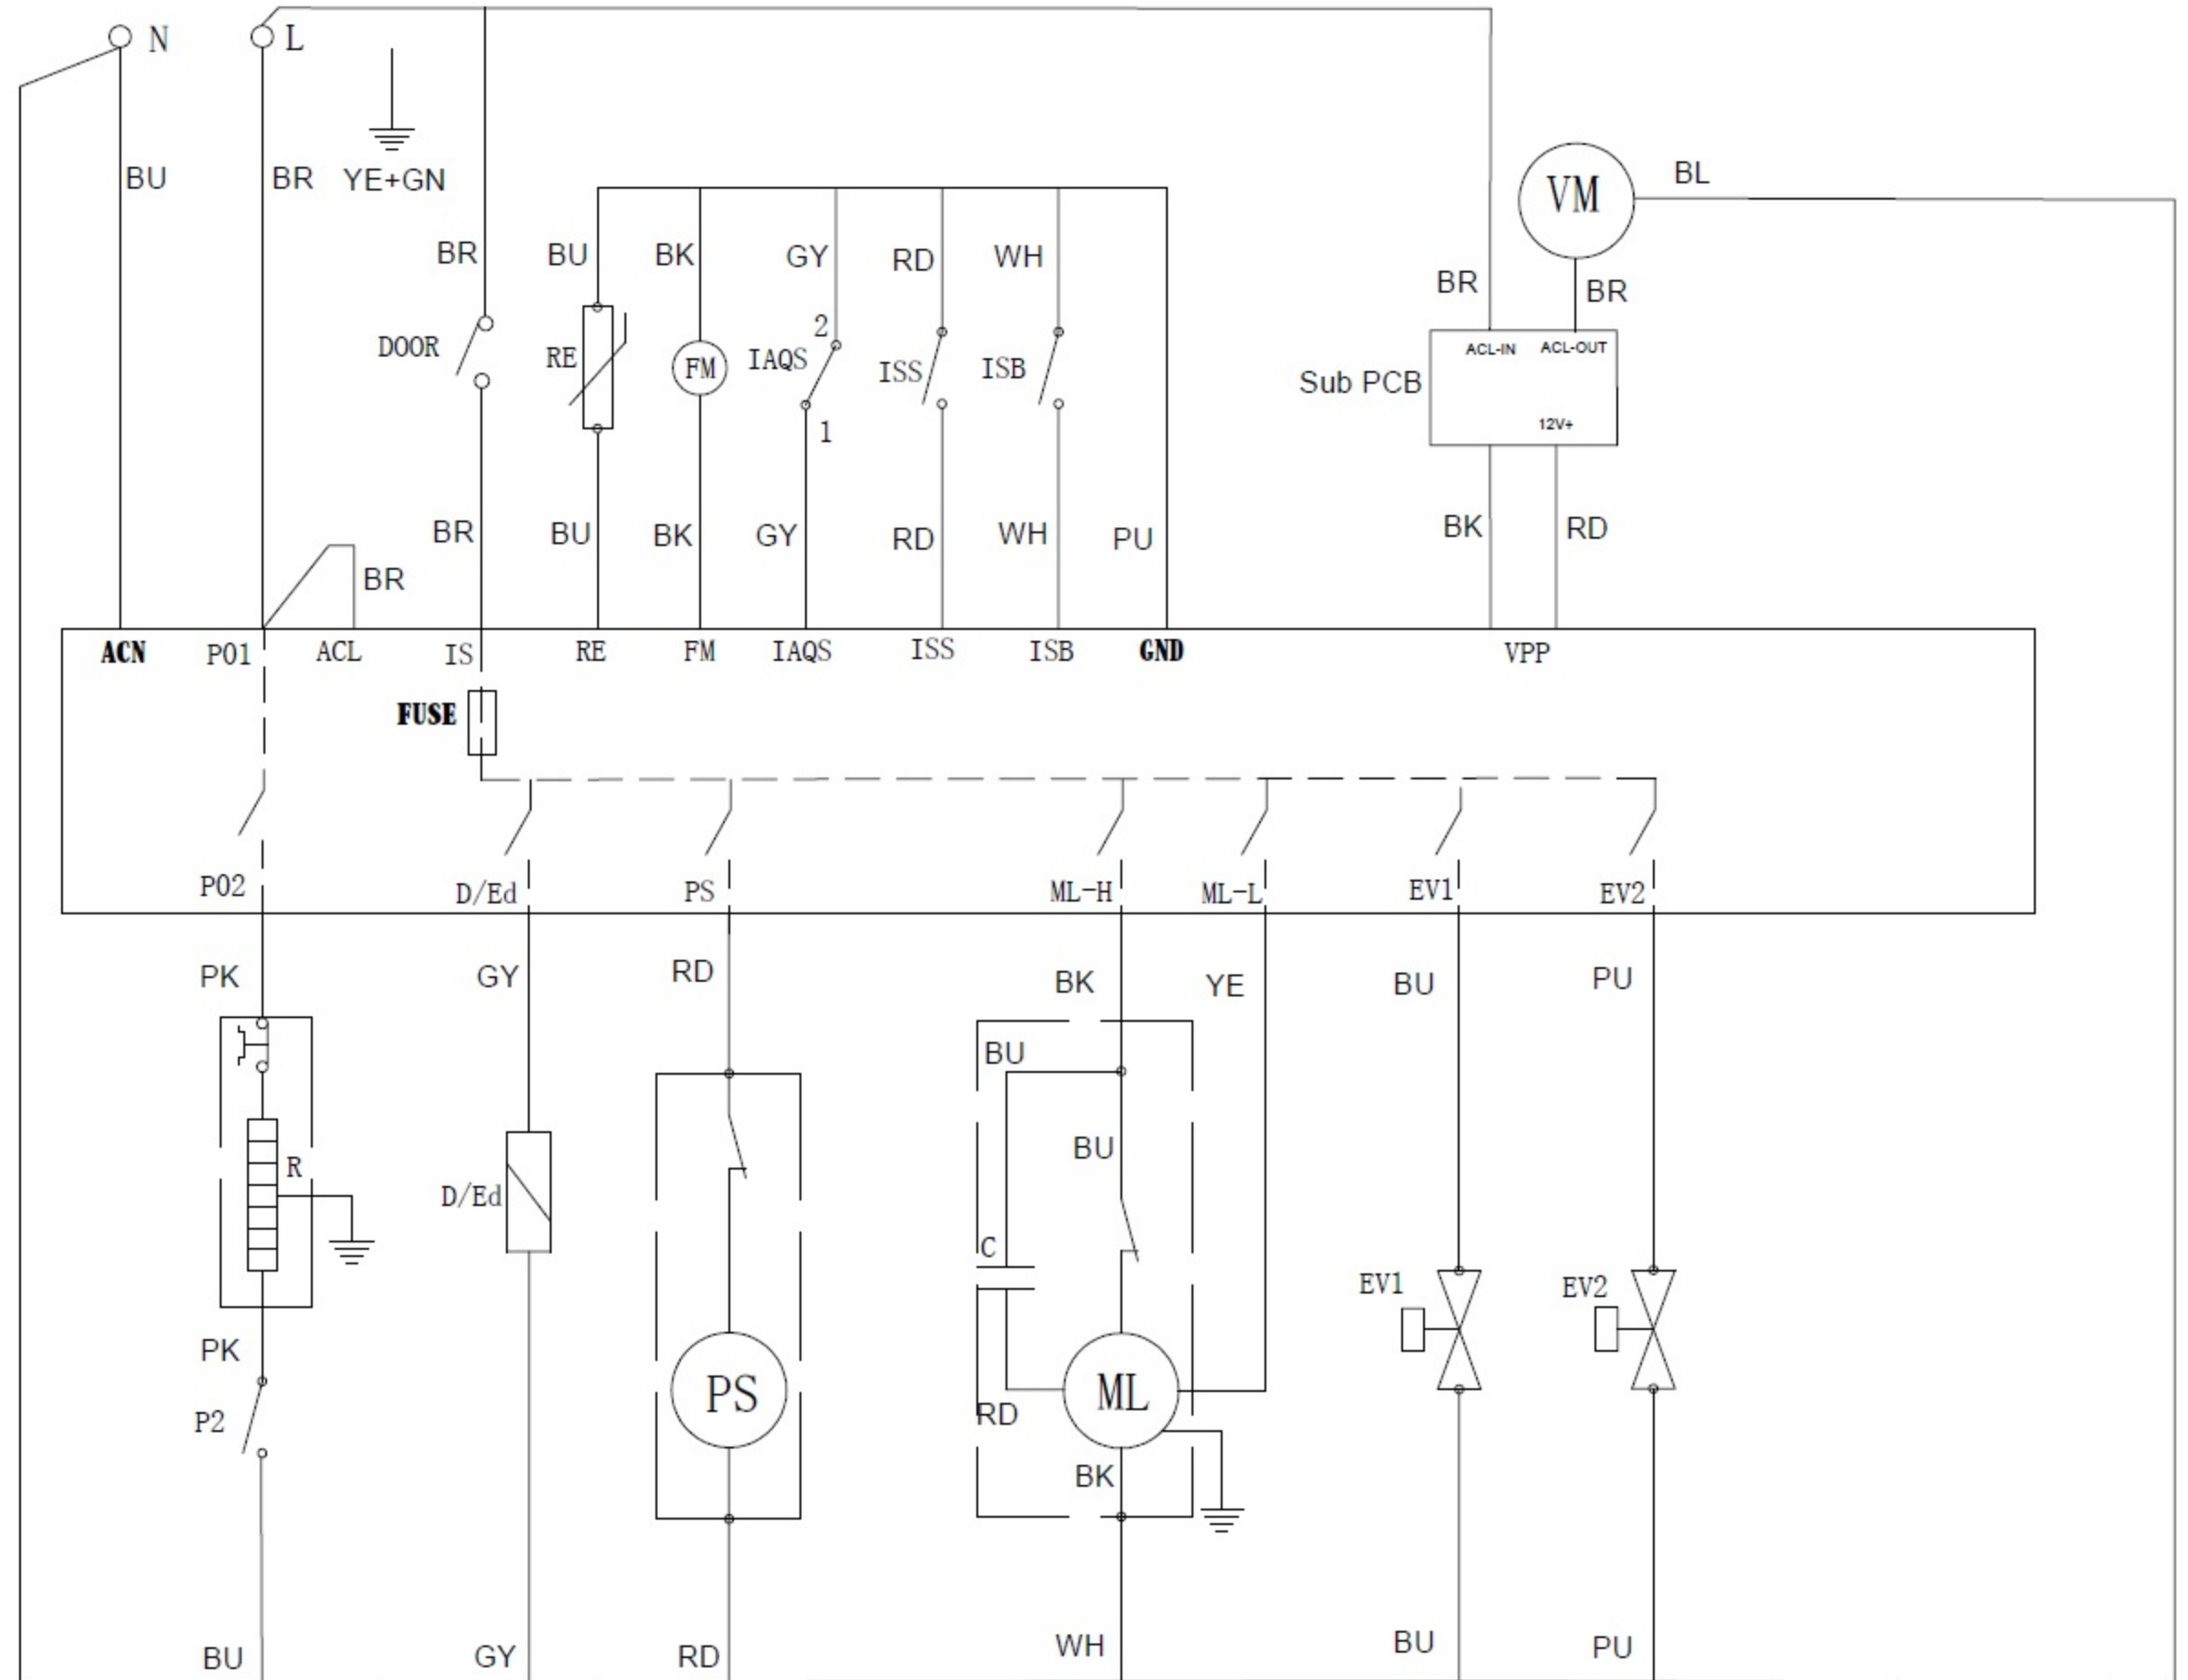 N L
VM BL
BU BR YE+GN
BR BU BK GY RD WH BR BR
DOOR RE FM IAQS 2 ISS ISB
1
Sub PCB ACL-IN ACL-OUT
12V+
BR BU BK GY RD WH PU BK RD
BR
ACN P01 ACL IS RE FM IAQS ISS ISB GND VPP
FUSE
P02 D/Ed PS ML-H ML-L EV1 EV2
PK GY RD BK YE BU PU
BU
BU
R
D/Ed
C
EV1 EV2
PK
PS ML
P2 RD
BK
BU GY RD WH BU PU